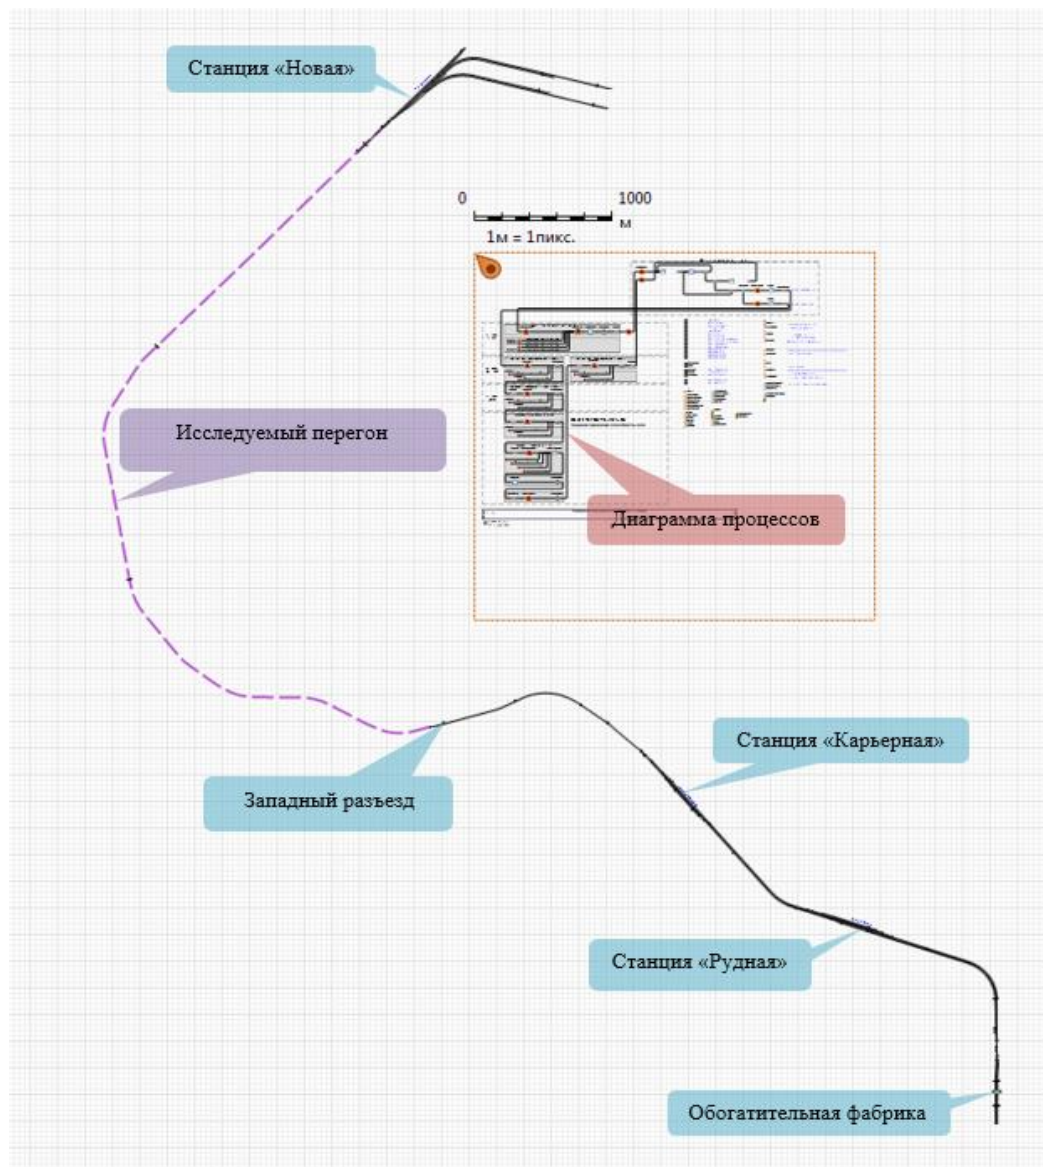 Станция «Новая»
0 1000
м
1м = 1пикс.
Исследуемый перегон
Диаграмма процессов
Станция «Карьерная»
Западный разъезд
Станция «Рудная»
Обогатительная фабрика